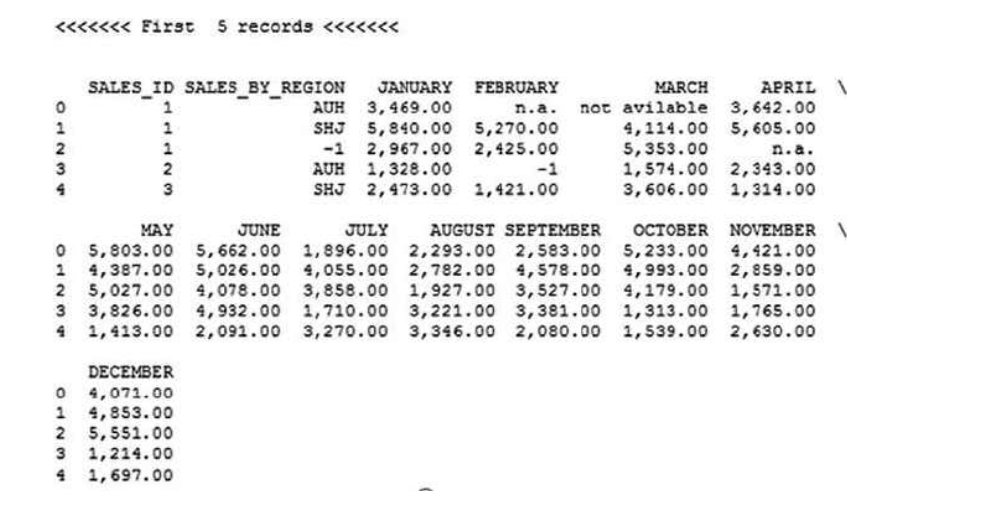 <<<<<<< First  5 records <<<<<<<
   SALES_ID SALES_BY_REGION   JANUARY  FEBRUARY         MARCH     APRIL  \
0         1             AUH  3,469.00      n.a.  not avilable  3,642.00
1         1             SHJ  5,840.00  5,270.00      4,114.00  5,605.00
2         1              -1  2,967.00  2,425.00      5,353.00      n.a.
3         2             AUH  1,328.00        -1      1,574.00  2,343.00
4         3             SHJ  2,473.00  1,421.00      3,606.00  1,314.00
        MAY      JUNE      JULY    AUGUST SEPTEMBER   OCTOBER  NOVEMBER  \
0  5,803.00  5,662.00  1,896.00  2,293.00  2,583.00  5,233.00  4,421.00
1  4,387.00  5,026.00  4,055.00  2,782.00  4,578.00  4,993.00  2,859.00
2  5,027.00  4,078.00  3,858.00  1,927.00  3,527.00  4,179.00  1,571.00
3  3,826.00  4,932.00  1,710.00  3,221.00  3,381.00  1,313.00  1,765.00
4  1,413.00  2,091.00  3,270.00  3,346.00  2,080.00  1,539.00  2,630.00
   DECEMBER
0  4,071.00
1  4,853.00
2  5,551.00
3  1,214.00
4  1,697.00